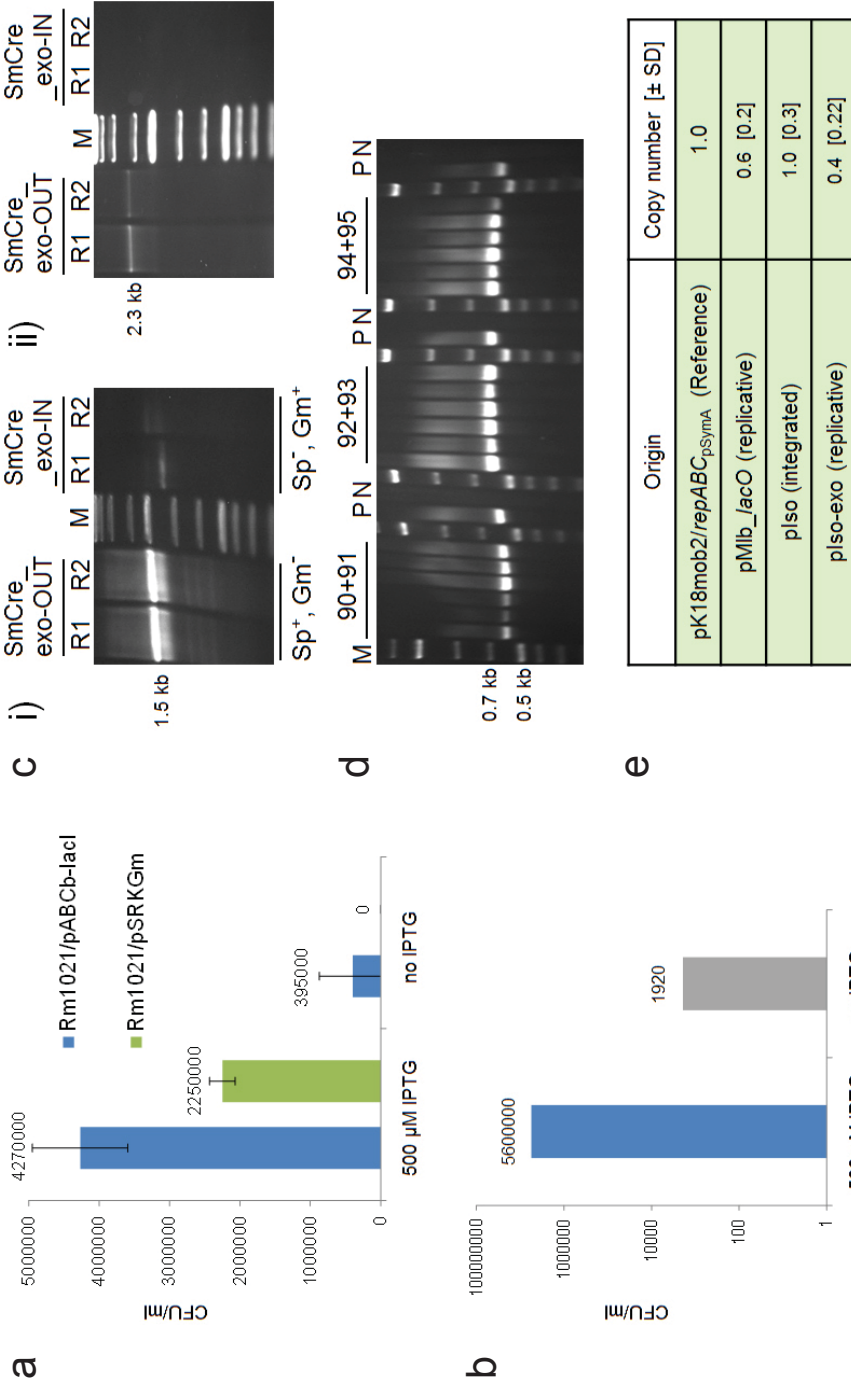 a
CFU/ml
5000000
4000000
3000000
2000000
1000000
0
4270000
2250000
395000
0
500 µM IPTG
no IPTG
Rm1021/pABCb-lacI
Rm1021/pSRKGm
b
CFU/ml
100000000
1000000
10000
100
1
5600000
1920
c
i)
SmCre_
exo-OUT
SmCre
_exo-IN
R1 R2
M
R1 R2
1.5 kb
Sp+, Gm-
Sp-, Gm+
ii)
SmCre_
exo-OUT
SmCre
_exo-IN
R1 R2
M
R1 R2
2.3 kb
d
M
90+91
P N
92+93
P N
94+95
P N
0.7 kb
0.5 kb
e
Origin
Copy number [± SD]
pK18mob2/repABCpSymA (Reference)
1.0
pMlb_lacO (replicative)
0.6 [0.2]
pIso (integrated)
1.0 [0.3]
pIso-exo (replicative)
0.4 [0.22]